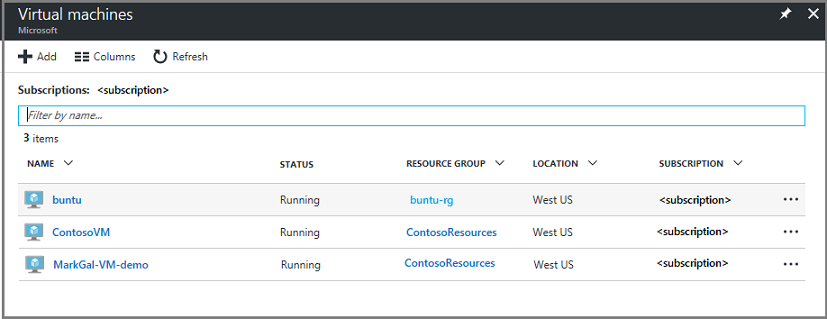 Virtual machines
Microsoft
Add Columns Refresh
Subscriptions: <subscription>
Filter by name...
3 items
NAME STATUS RESOURCE GROUP LOCATION SUBSCRIPTION
buntu Running buntu-rg West US <subscription> ...
ContosoVM Running ContosoResources West US <subscription> ...
MarkGal-VM-demo Running ContosoResources West US <subscription> ...